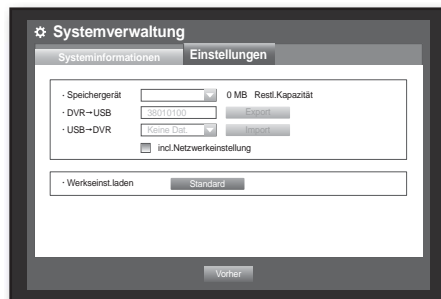 Systemverwaltung
Systeminformationen Einstellungen
· Speichergerät 0 MB Restl.Kapazität
· DVR→USB 38010100 Export
· USB→DVR Keine Dat. Import
incl.Netzwerkeinstellung
· Werkseinst.laden Standard
Vorher